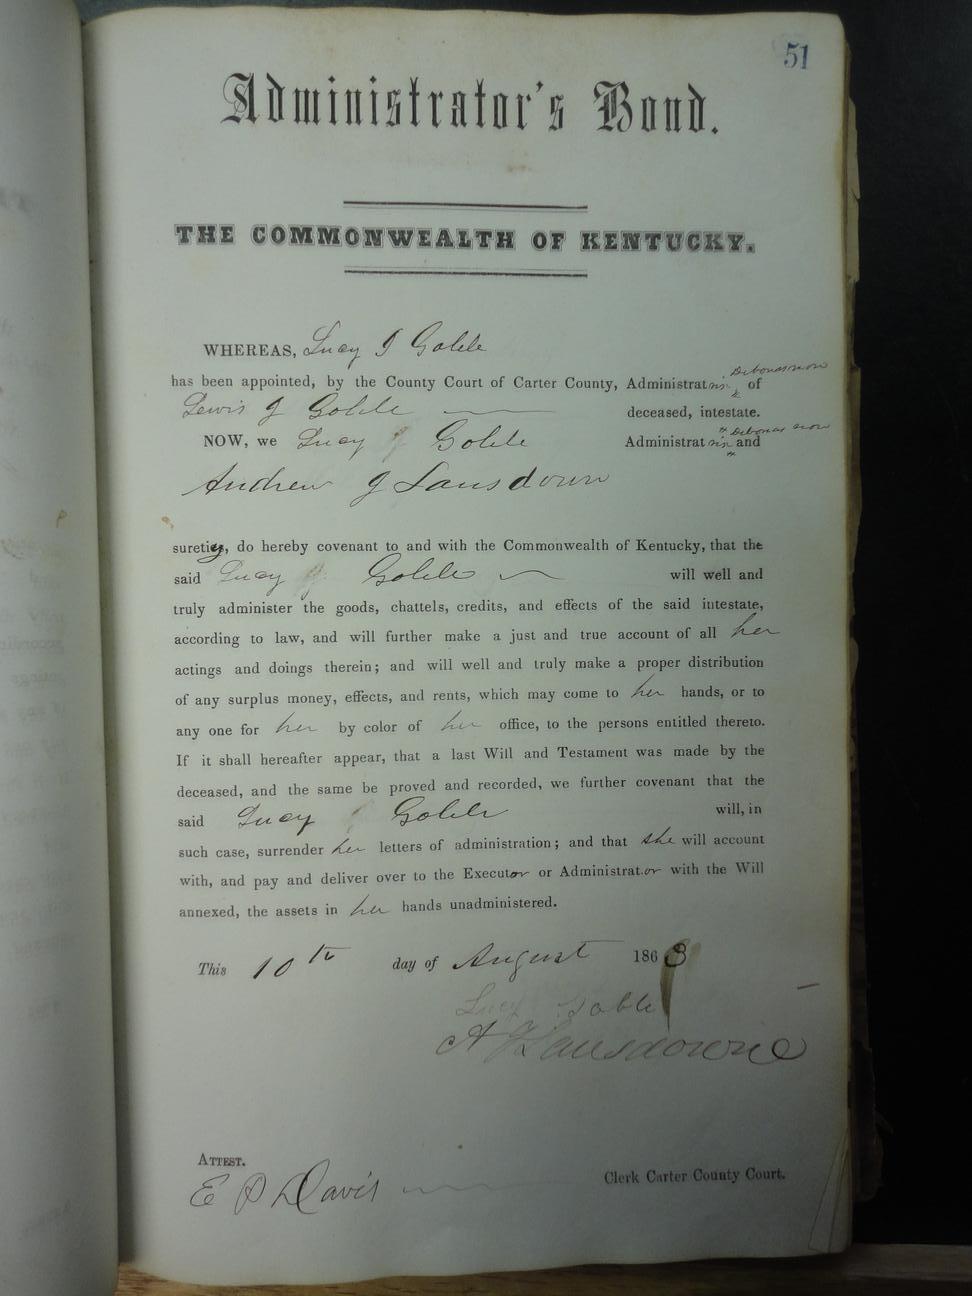 51
Administrator's Bond.
THE COMMONWEALTH OF KENTUCKY.
WHEREAS, Lucy J Goble
Debonas non
has been appointed, by the County Court of Carter County, Administratrix of
Lewis J Goble deceased, intestate.
Debonas non
NOW, we Lucy J Goble Administratrix and
Andrew J Lansdown
sureties, do hereby covenant to and with the Commonwealth of Kentucky, that the
said Lucy J Goble will well and
truly administer the goods, chattels, credits, and effects of the said intestate,
according to law, and will further make a just and true account of all her
actings and doings therein; and will well and truly make a proper distribution
of any surplus money, effects, and rents, which may come to her hands, or to
any one for her by color of her office, to the persons entitled thereto.
If it shall hereafter appear, that a last Will and Testament was made by the
deceased, and the same be proved and recorded, we further covenant that the
said Lucy Goble will, in
such case, surrender her letters of administration; and that she will account
with, and pay and deliver over to the Executor or Administrator with the Will
annexed, the assets in her hands unadministered.
This 10th day of August 1868
Lucy Goble
A J Lansdowne
ATTEST.
E P Davis Clerk Carter County Court.